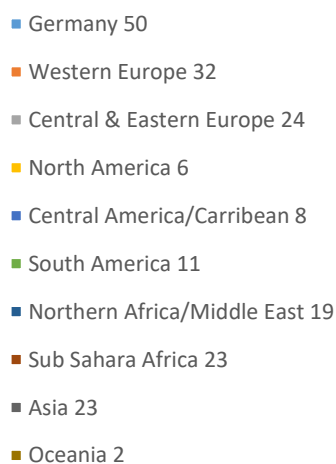 Germany 50
Western Europe 32
Central & Eastern Europe 24
North America 6
Central America/Carribean 8
South America 11
Northern Africa/Middle East 19
Sub Sahara Africa 23
Asia 23
Oceania 2